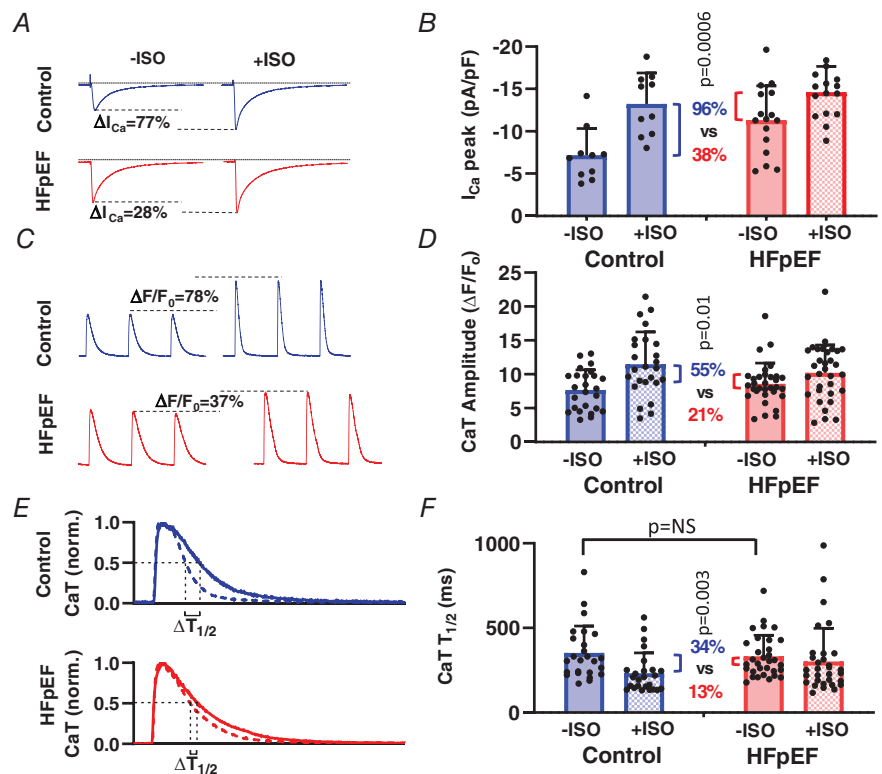 A
-ISO
+ISO
Control
ΔI_Ca=77%
HFpEF
ΔI_Ca=28%
B
I_Ca peak (pA/pF)
-20
-15
-10
-5
0
p=0.0006
96%
vs
38%
-ISO
+ISO
-ISO
+ISO
Control
HFpEF
C
Control
ΔF/F₀=78%
HFpEF
ΔF/F₀=37%
D
CaT Amplitude (ΔF/F₀)
25
20
15
10
5
0
p=0.01
55%
vs
21%
-ISO
+ISO
-ISO
+ISO
Control
HFpEF
E
Control
CaT (norm.)
1.0
0.5
0.0
ΔT₁/₂
HFpEF
CaT (norm.)
1.0
0.5
0.0
ΔT₁/₂
F
CaT T₁/₂ (ms)
1000
500
0
p=NS
p=0.003
34%
vs
13%
-ISO
+ISO
-ISO
+ISO
Control
HFpEF